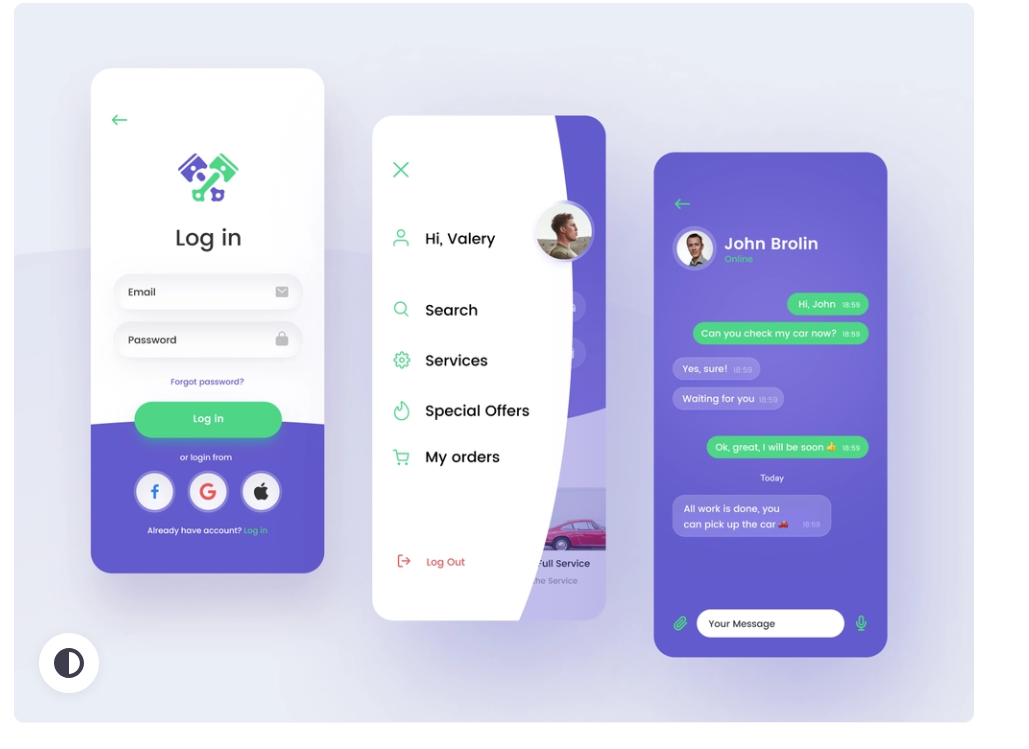 Log in
Email
Password
Forgot password?
Log in
or login from
Already have account? Log in
Hi, Valery
Search
Services
Special Offers
My orders
Log Out
Full Service
the Service
John Brolin
Online
Hi, John 18:59
Can you check my car now? 18:59
Yes, sure! 18:59
Waiting for you 18:59
Ok, great, I will be soon 👍 18:59
Today
All work is done, you
can pick up the car 🚗 18:59
Your Message